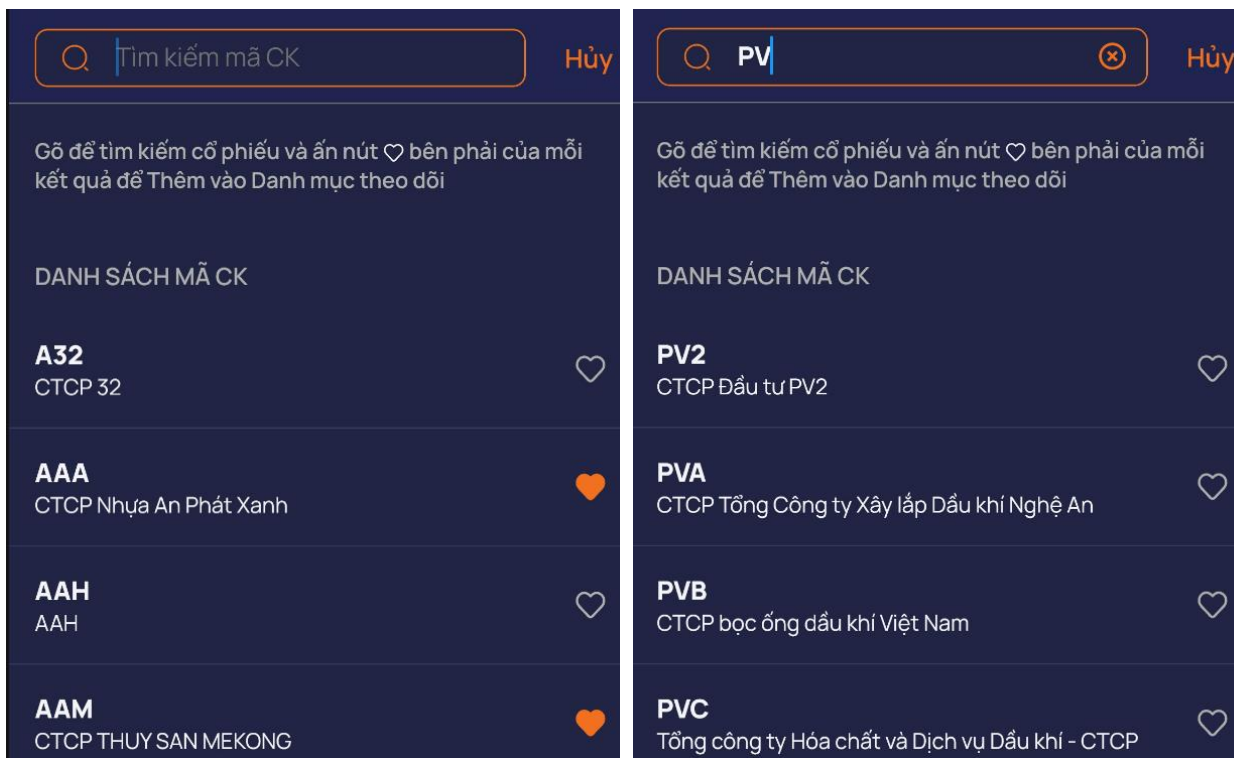 Tìm kiếm mã CK
Hủy
Gõ để tìm kiếm cổ phiếu và ấn nút ♡ bên phải của mỗi
kết quả để Thêm vào Danh mục theo dõi
DANH SÁCH MÃ CK
A32
CTCP 32
AAA
CTCP Nhựa An Phát Xanh
AAH
AAH
AAM
CTCP THUY SAN MEKONG
PV
Hủy
Gõ để tìm kiếm cổ phiếu và ấn nút ♡ bên phải của mỗi
kết quả để Thêm vào Danh mục theo dõi
DANH SÁCH MÃ CK
PV2
CTCP Đầu tư PV2
PVA
CTCP Tổng Công ty Xây lắp Dầu khí Nghệ An
PVB
CTCP bọc ống dầu khí Việt Nam
PVC
Tổng công ty Hóa chất và Dịch vụ Dầu khí - CTCP